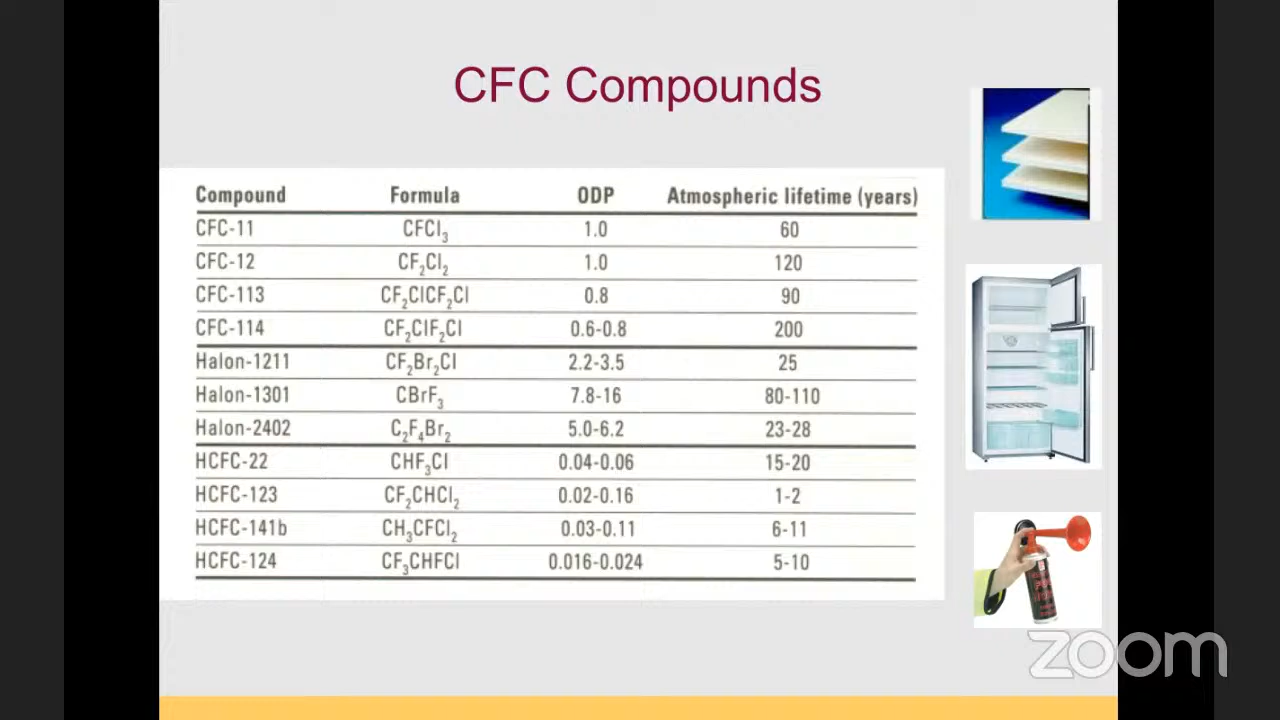 CFC Compounds
Compound Formula ODP Atmospheric lifetime (years)
CFC-11 CFCl₃ 1.0 60
CFC-12 CF₂Cl₂ 1.0 120
CFC-113 CF₂ClCF₂Cl 0.8 90
CFC-114 CF₂ClF₂Cl 0.6-0.8 200
Halon-1211 CF₂Br₂Cl 2.2-3.5 25
Halon-1301 CBrF₃ 7.8-16 80-110
Halon-2402 C₂F₄Br₂ 5.0-6.2 23-28
HCFC-22 CHF₃Cl 0.04-0.06 15-20
HCFC-123 CF₂CHCl₂ 0.02-0.16 1-2
HCFC-141b CH₃CFCl₂ 0.03-0.11 6-11
HCFC-124 CF₃CHFCl 0.016-0.024 5-10
zoom